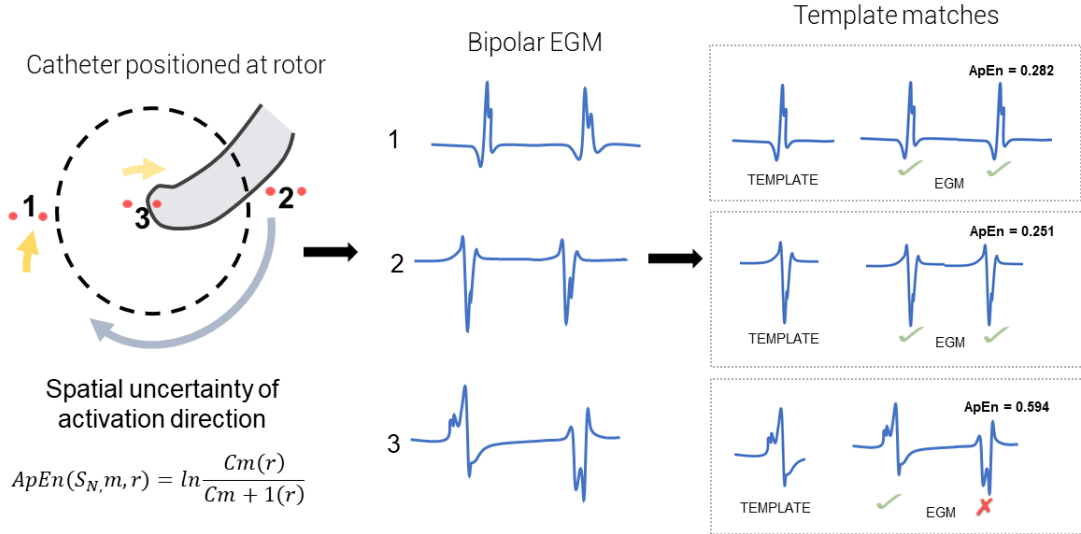 Catheter positioned at rotor
1
2
3
Spatial uncertainty of
activation direction
ApEn(S_N,m,r) = ln Cm(r) / Cm + 1(r)
Bipolar EGM
1
2
3
Template matches
ApEn = 0.282
TEMPLATE
EGM
ApEn = 0.251
TEMPLATE
EGM
ApEn = 0.594
TEMPLATE
EGM